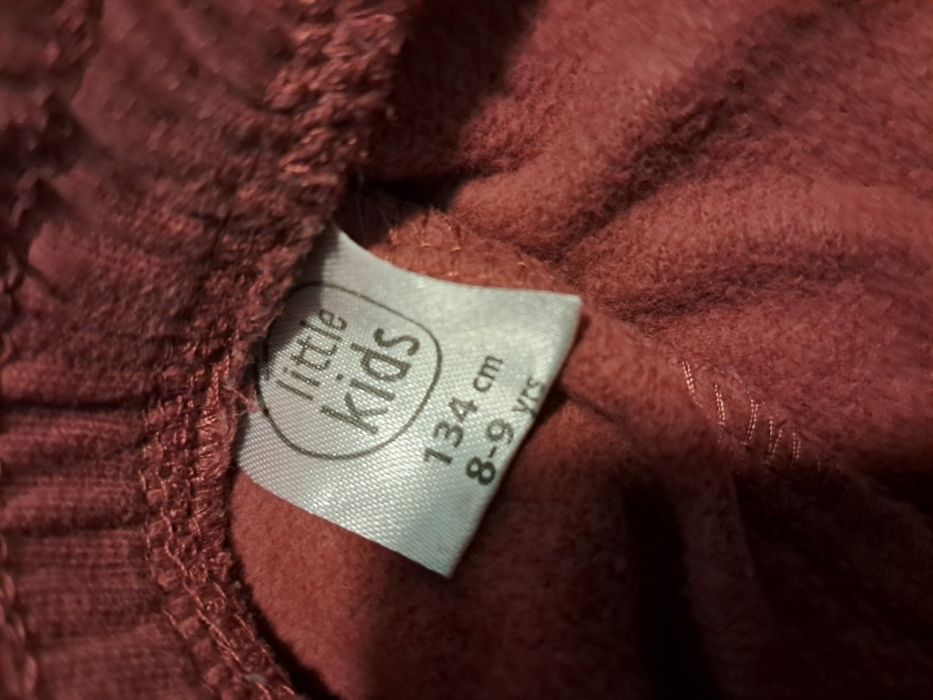 little
kids
134 cm
8-9 yrs